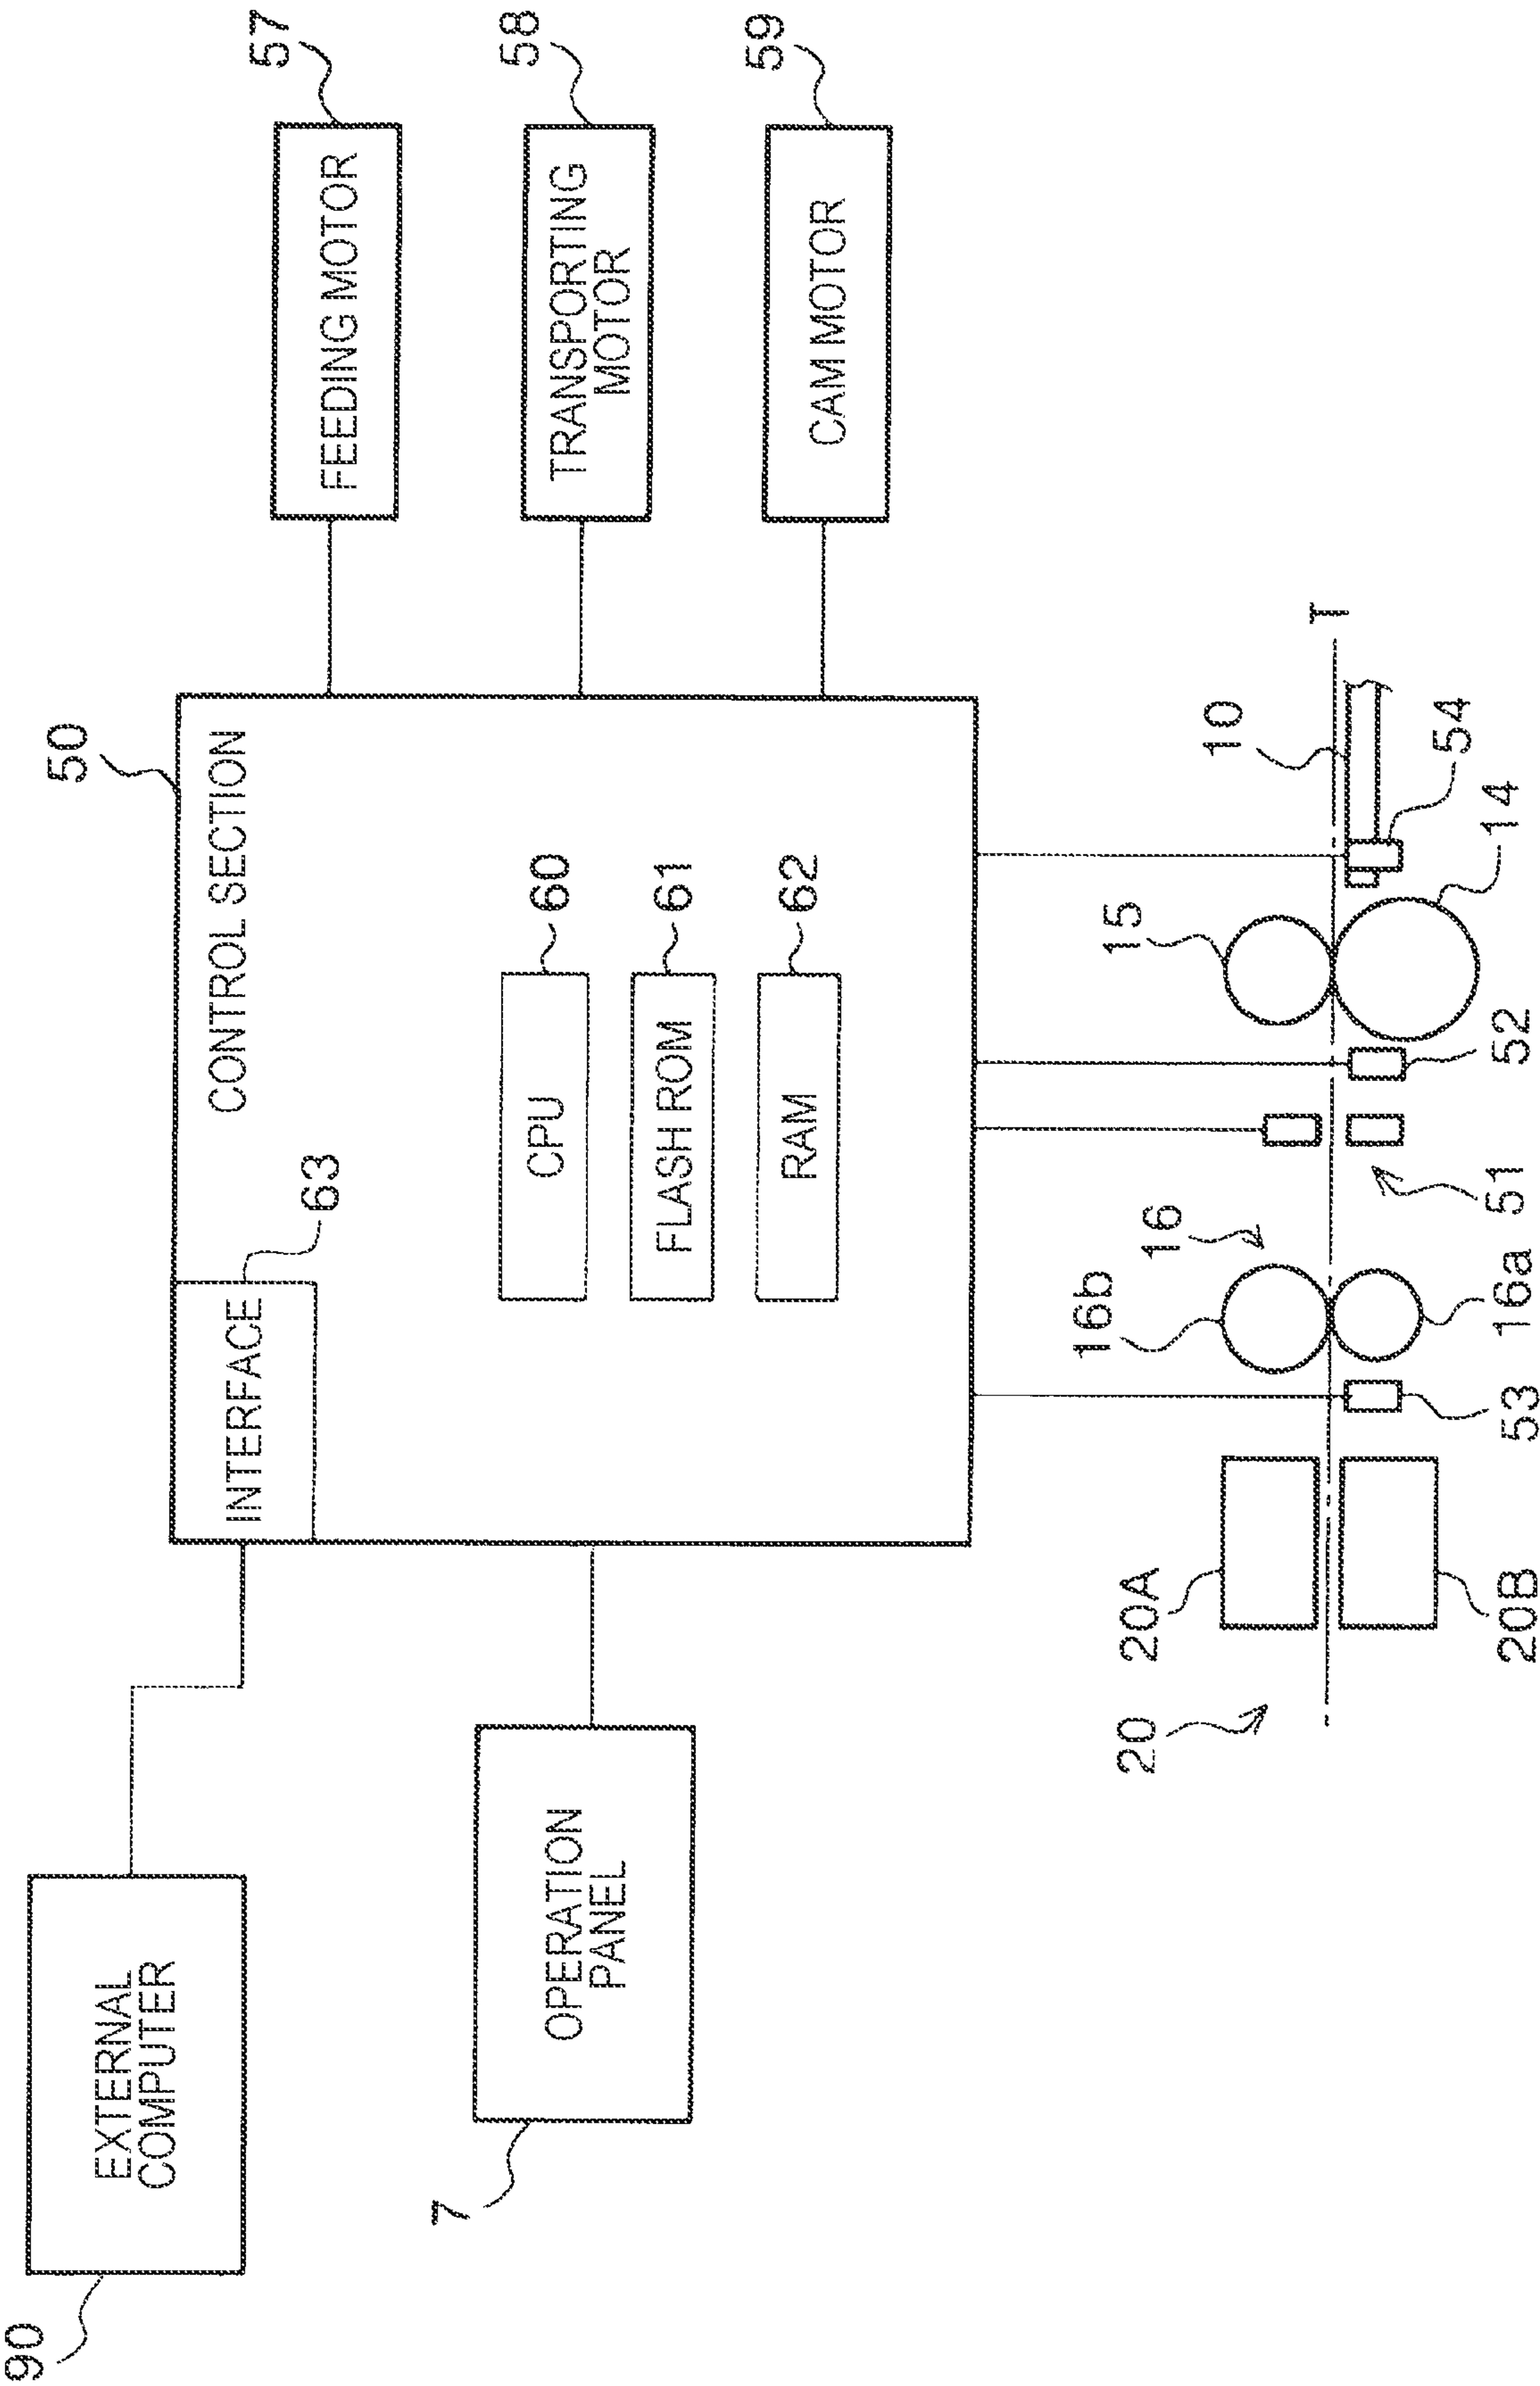 90
EXTERNAL
COMPUTER
7
OPERATION
PANEL
50
CONTROL SECTION
INTERFACE
63
CPU
60
FLASH ROM
61
RAM
62
57
FEEDING MOTOR
58
TRANSPORTING
MOTOR
59
CAM MOTOR
20
20A
20B
16b
16
16a
53
51
52
15
14
10
54
T